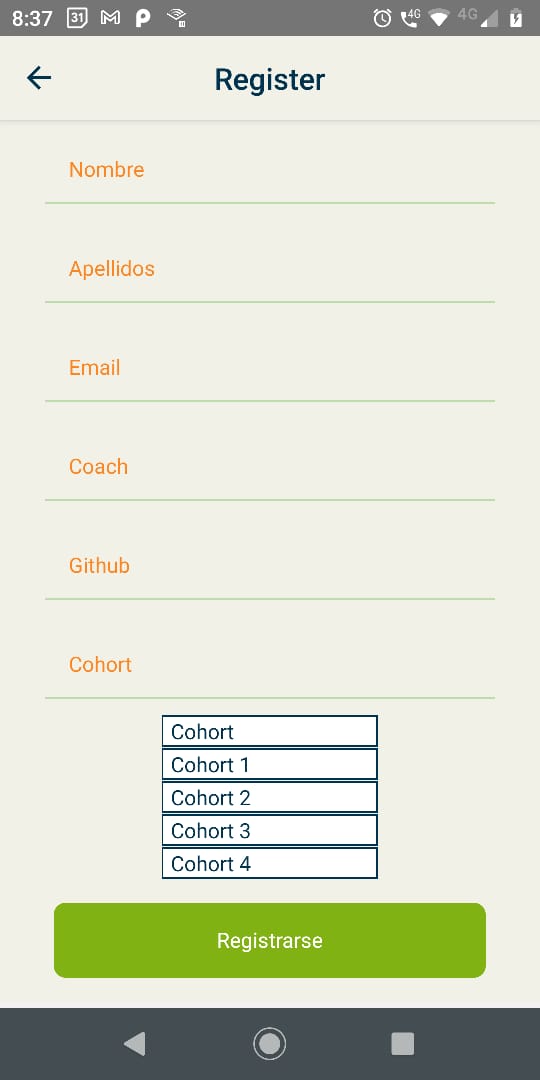 8:37 31 4G 4G
Register
Nombre
Apellidos
Email
Coach
Github
Cohort
Cohort
Cohort 1
Cohort 2
Cohort 3
Cohort 4
Registrarse